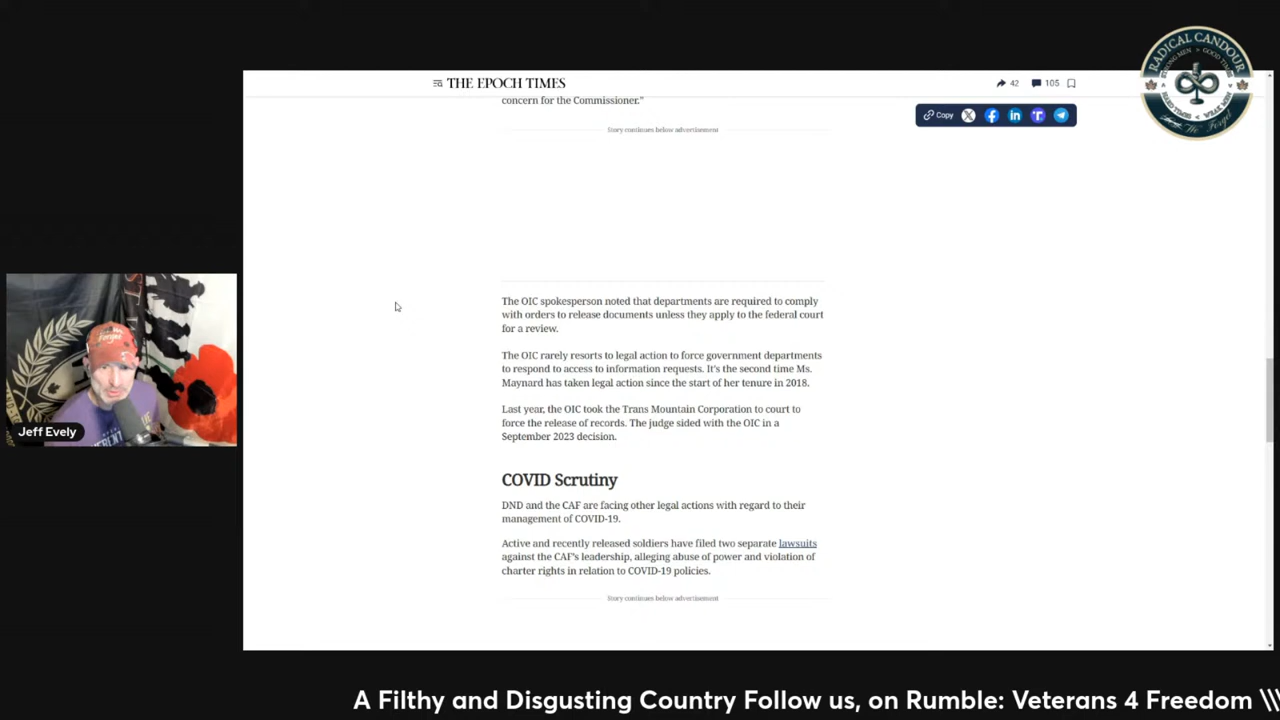 THE EPOCH TIMES
42
105
concern for the Commissioner."
Copy
Story continues below advertisement
RADICAL CANDOUR
STRONG MEN > GOOD TIMES
HARD TIMES < WEAK MEN
The OIC spokesperson noted that departments are required to comply
with orders to release documents unless they apply to the federal court
for a review.
The OIC rarely resorts to legal action to force government departments
to respond to access to information requests. It's the second time Ms.
Maynard has taken legal action since the start of her tenure in 2018.
Last year, the OIC took the Trans Mountain Corporation to court to
force the release of records. The judge sided with the OIC in a
September 2023 decision.
Jeff Evely
COVID Scrutiny
DND and the CAF are facing other legal actions with regard to their
management of COVID-19.
Active and recently released soldiers have filed two separate lawsuits
against the CAF's leadership, alleging abuse of power and violation of
charter rights in relation to COVID-19 policies.
Story continues below advertisement
A Filthy and Disgusting Country Follow us, on Rumble: Veterans 4 Freedom \\\